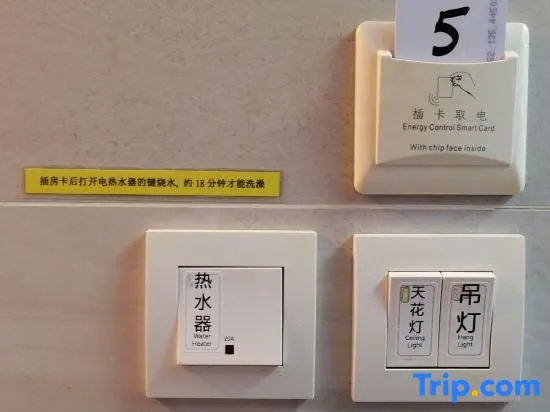 5
插卡取电
Energy Control Smart Card
With chip face inside
插房卡后打开电热水器的键烧水，约18分钟才能洗澡
热水器
Water
Heater
20A
天花灯
Ceiling
Light
吊灯
Hang
Light
Trip.com